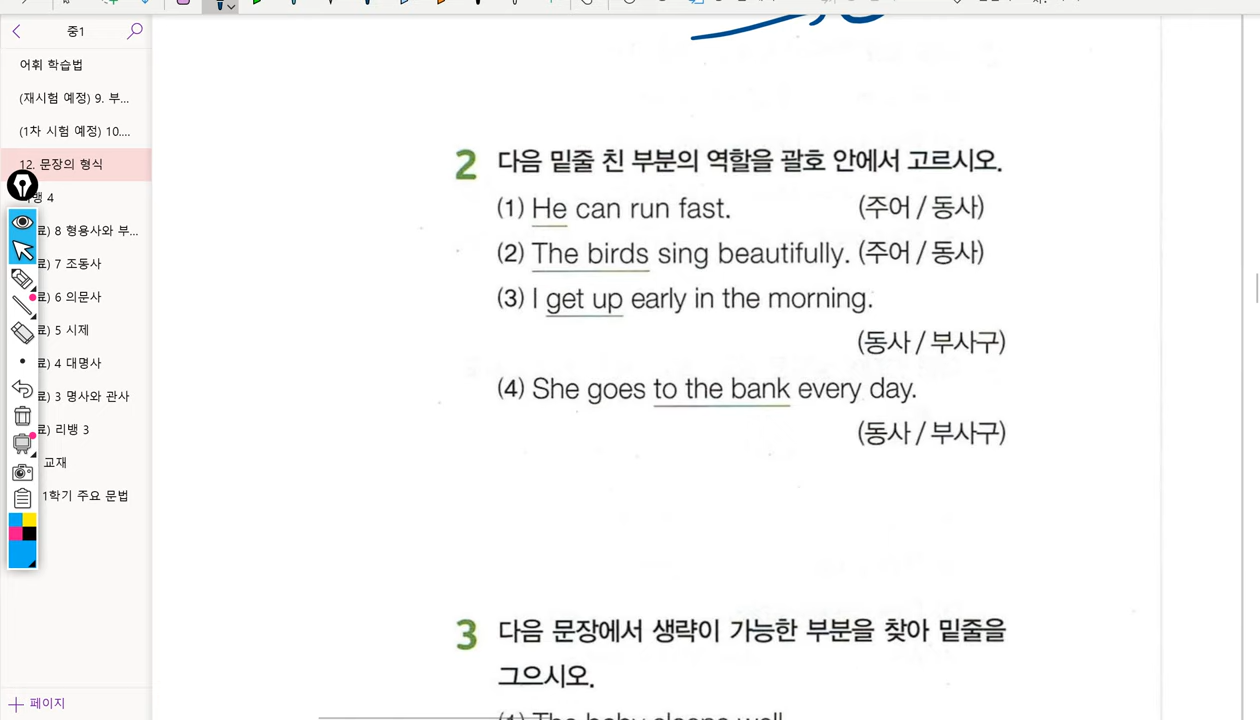 중1
어휘 학습법
(재시험 예정) 9. 부...
(1차 시험 예정) 10....
12. 문장의 형식
뱅 4
료) 8 형용사와 부...
료) 7 조동사
료) 6 의문사
료) 5 시제
료) 4 대명사
료) 3 명사와 관사
료) 리뱅 3
교재
1학기 주요 문법
페이지
2 다음 밑줄 친 부분의 역할을 괄호 안에서 고르시오.
(1) He can run fast. (주어 / 동사)
(2) The birds sing beautifully. (주어 / 동사)
(3) I get up early in the morning.
(동사 / 부사구)
(4) She goes to the bank every day.
(동사 / 부사구)
3 다음 문장에서 생략이 가능한 부분을 찾아 밑줄을
그으시오.
(1) The baby sleeps well